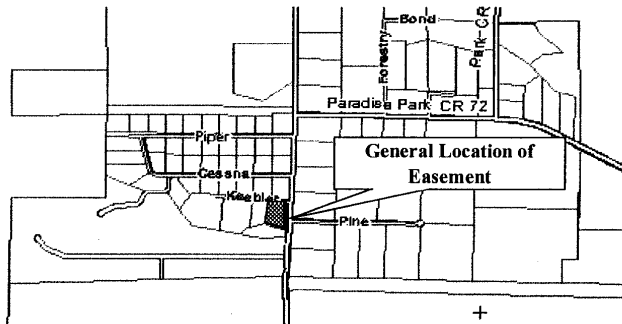 Bond
Forestry
Park CR
Paradise Park CR 72
Piper
General Location of
Easement
Cessna
Keebler
Pine